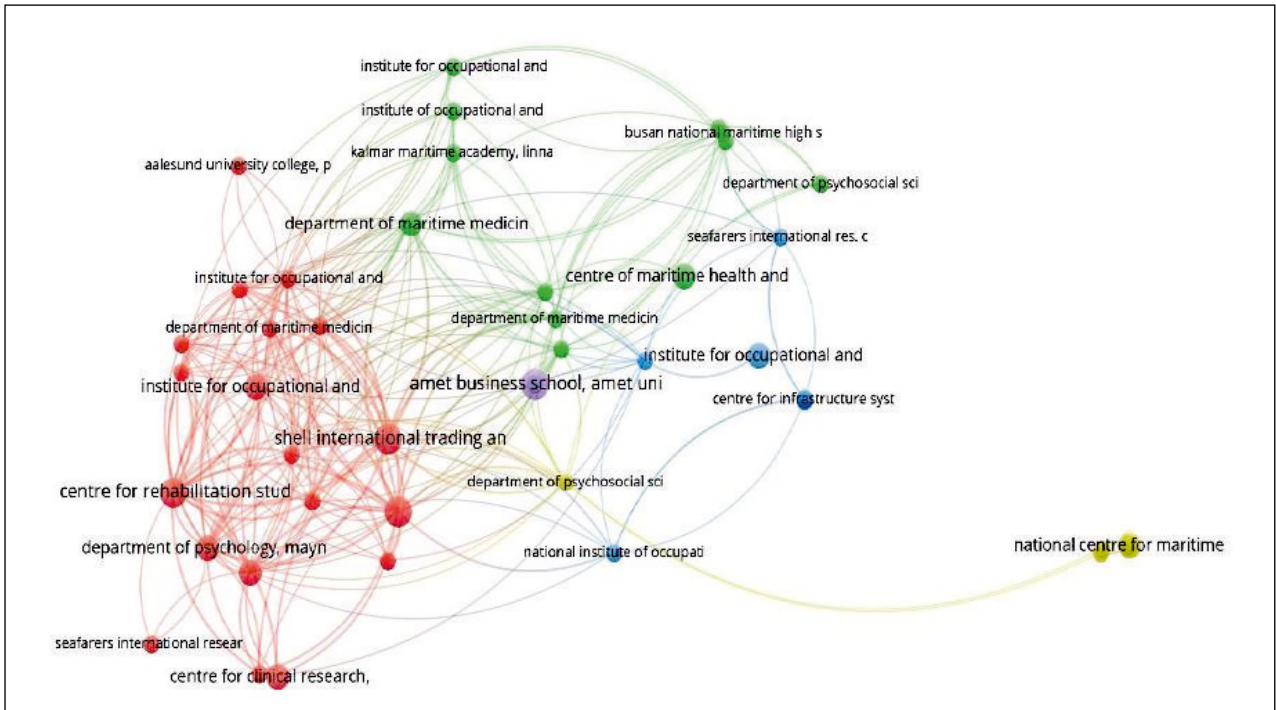 institute for occupational and
institute of occupational and
busan national maritime high s
kalmar maritime academy, linna
aalesund university college, p
department of psychosocial sci
department of maritime medicin
seafarers international res. c
institute for occupational and
centre of maritime health and
department of maritime medicin
department of maritime medicin
institute for occupational and
institute for occupational and
amet business school, amet uni
centre for infrastructure syst
shell international trading an
department of psychosocial sci
centre for rehabilitation stud
department of psychology, mayn
national institute of occupati
national centre for maritime
seafarers international resear
centre for clinical research,